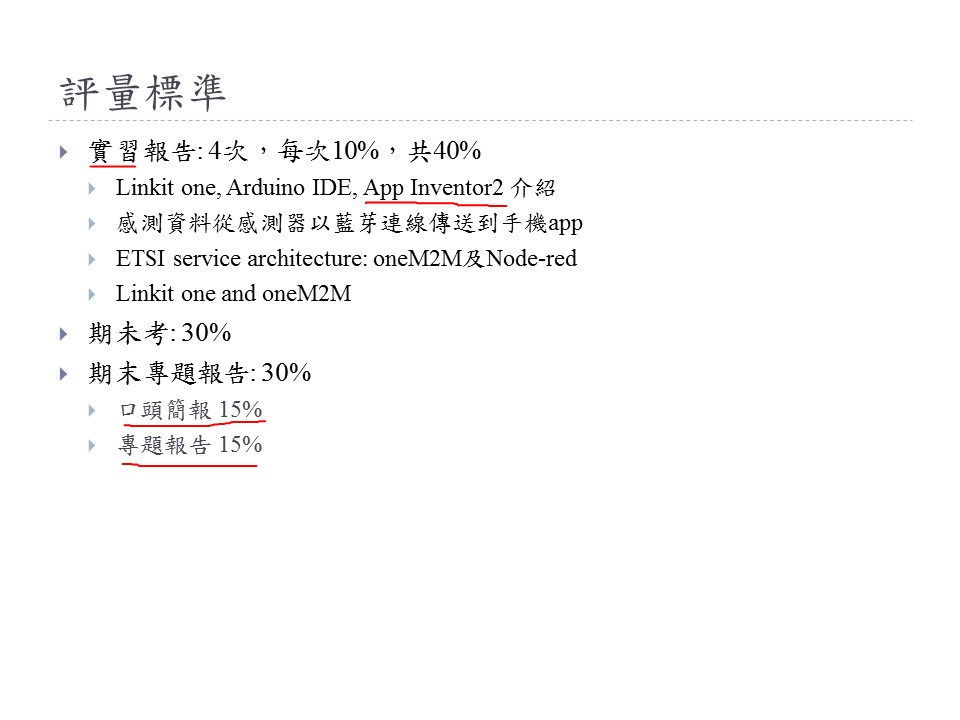 評量標準
實習報告: 4次，每次10%，共40%
Linkit one, Arduino IDE, App Inventor2 介紹
感測資料從感測器以藍芽連線傳送到手機app
ETSI service architecture: oneM2M及Node-red
Linkit one and oneM2M
期未考: 30%
期末專題報告: 30%
口頭簡報 15%
專題報告 15%